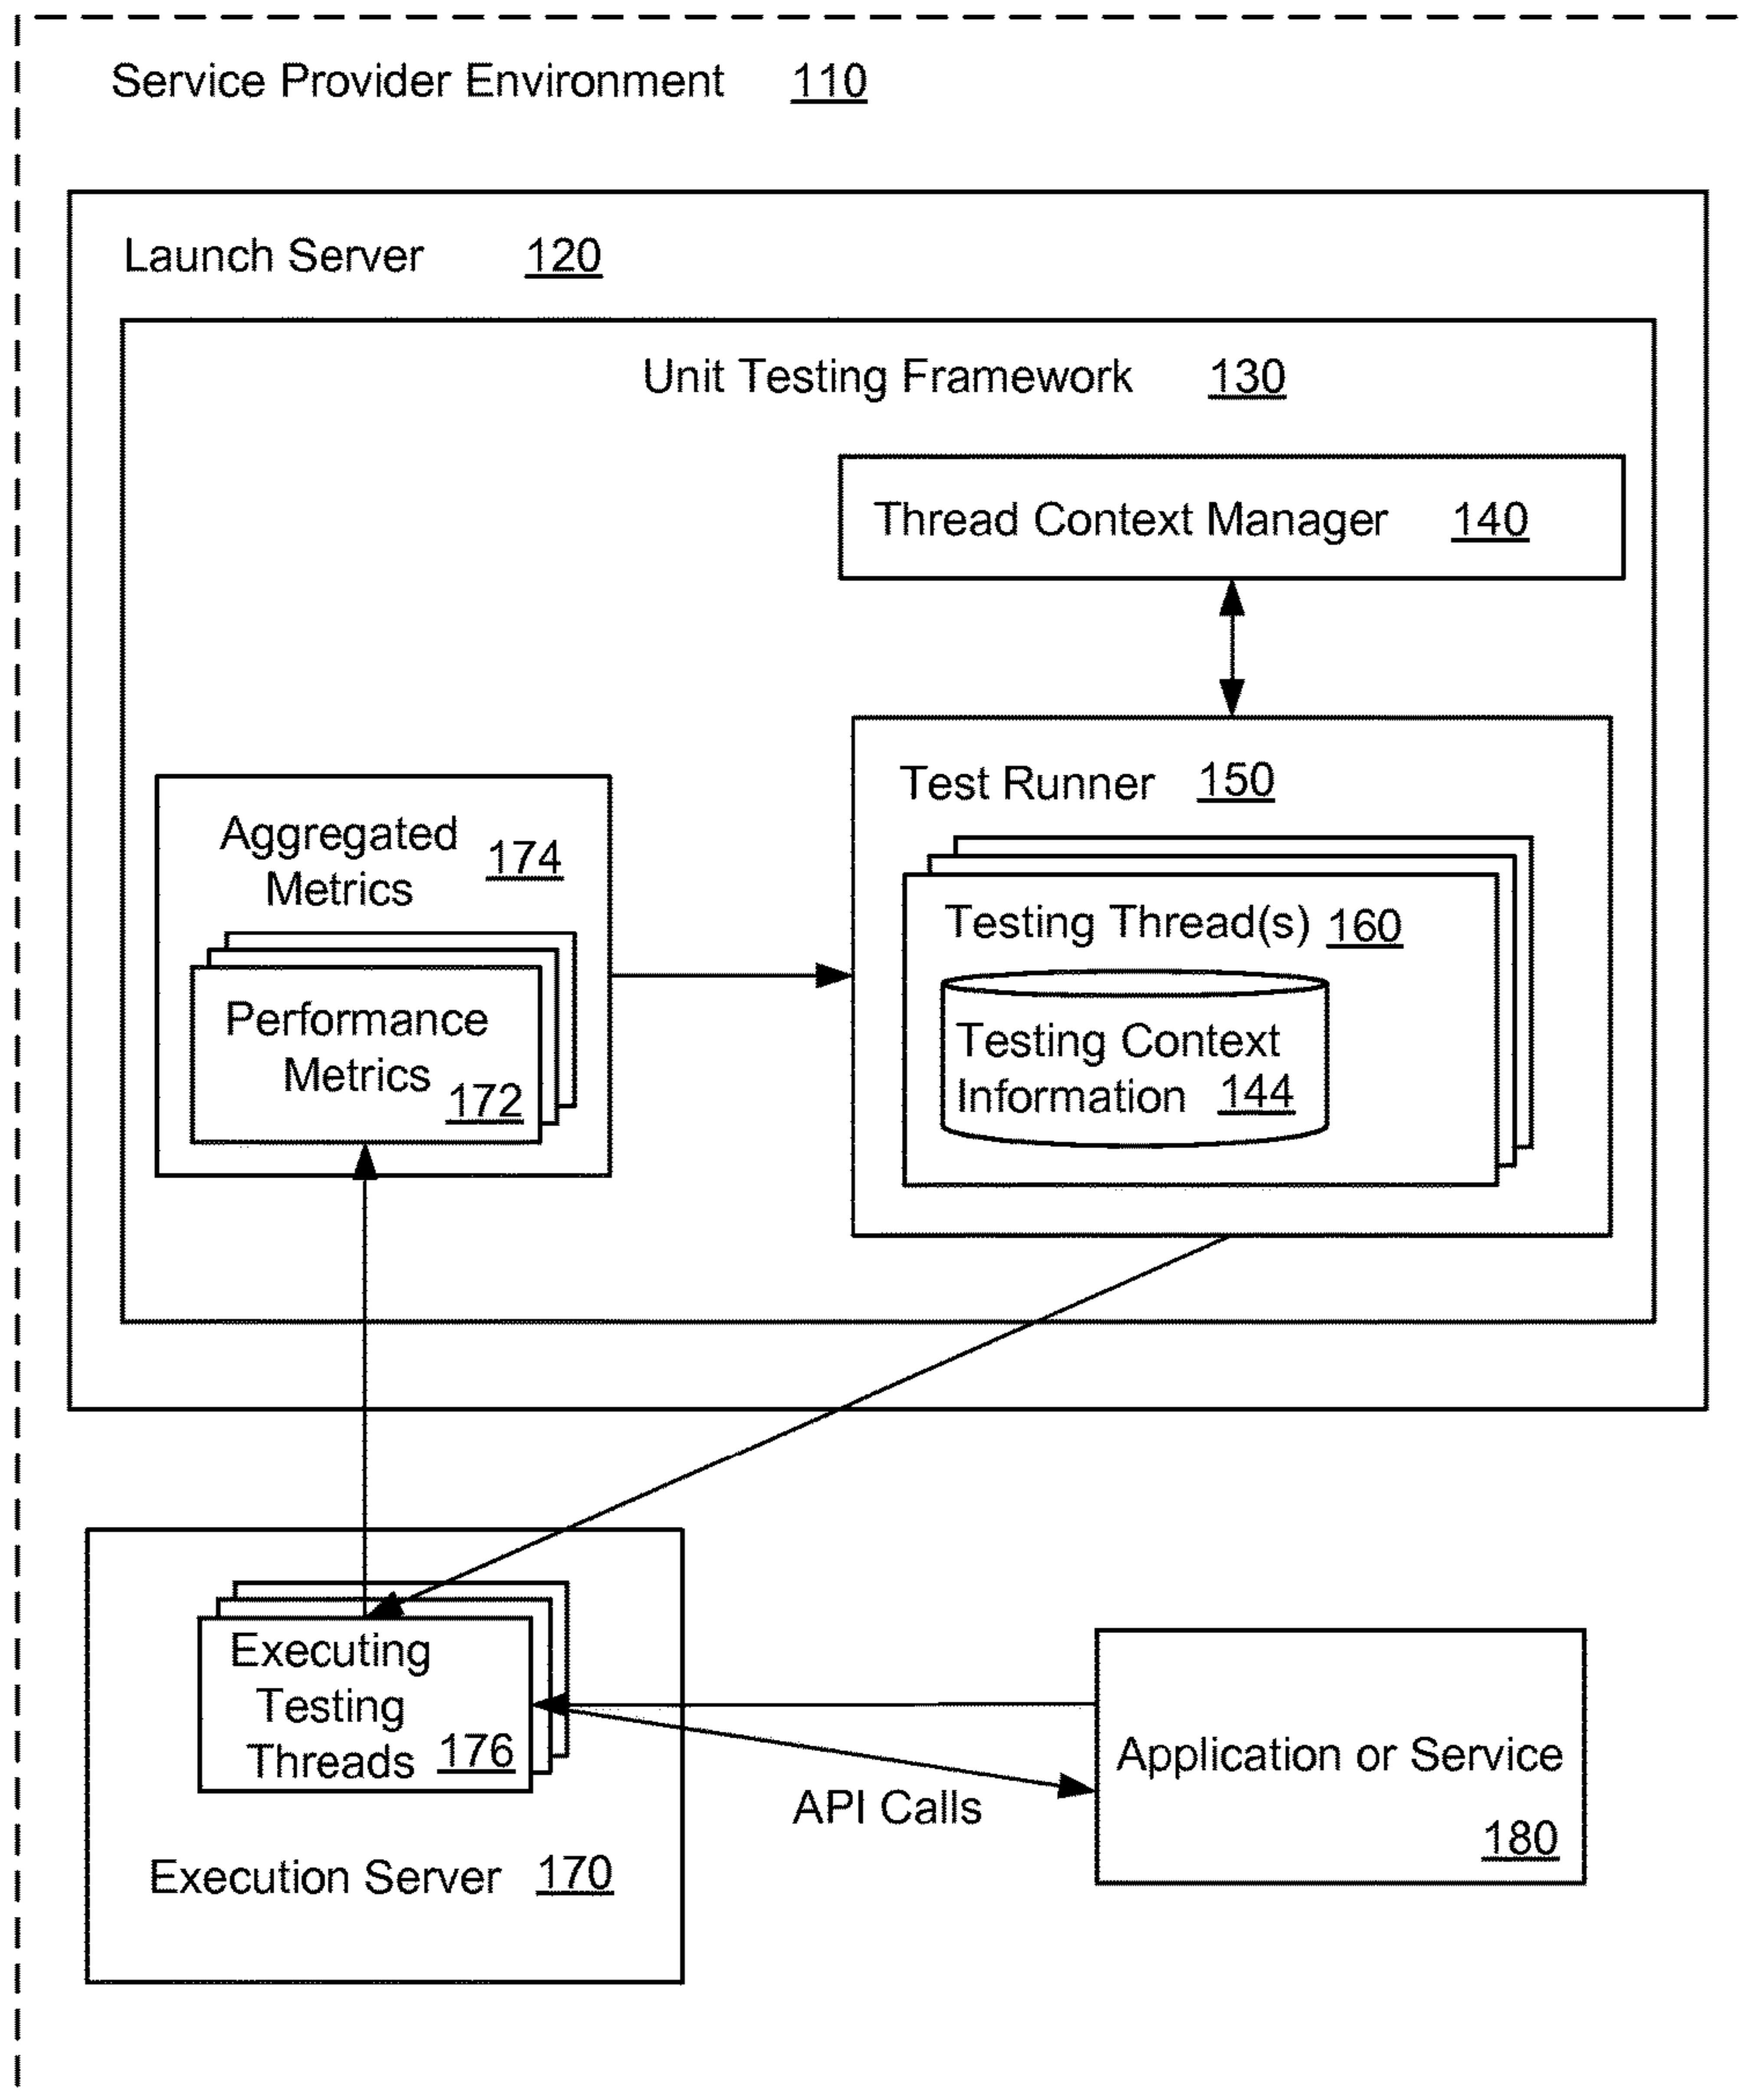 Service Provider Environment 110
Launch Server 120
Unit Testing Framework 130
Thread Context Manager 140
Test Runner 150
Aggregated
Metrics 174
Testing Thread(s) 160
Performance
Metrics 172
Testing Context
Information 144
Executing
Testing
Threads 176
API Calls
Application or Service
180
Execution Server 170